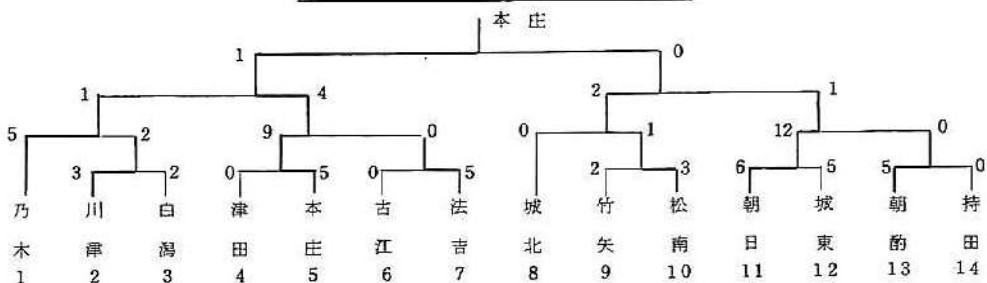 本庄
1 0
1 4 2 1
5 2 9 0 0 1 12 0
3 2 0 5 0 5 2 3 6 5 5 0
乃木 川津 白潟 津田 本庄 古江 法吉 城北 竹矢 松南 朝日 城東 朝酌 持田
1 2 3 4 5 6 7 8 9 10 11 12 13 14